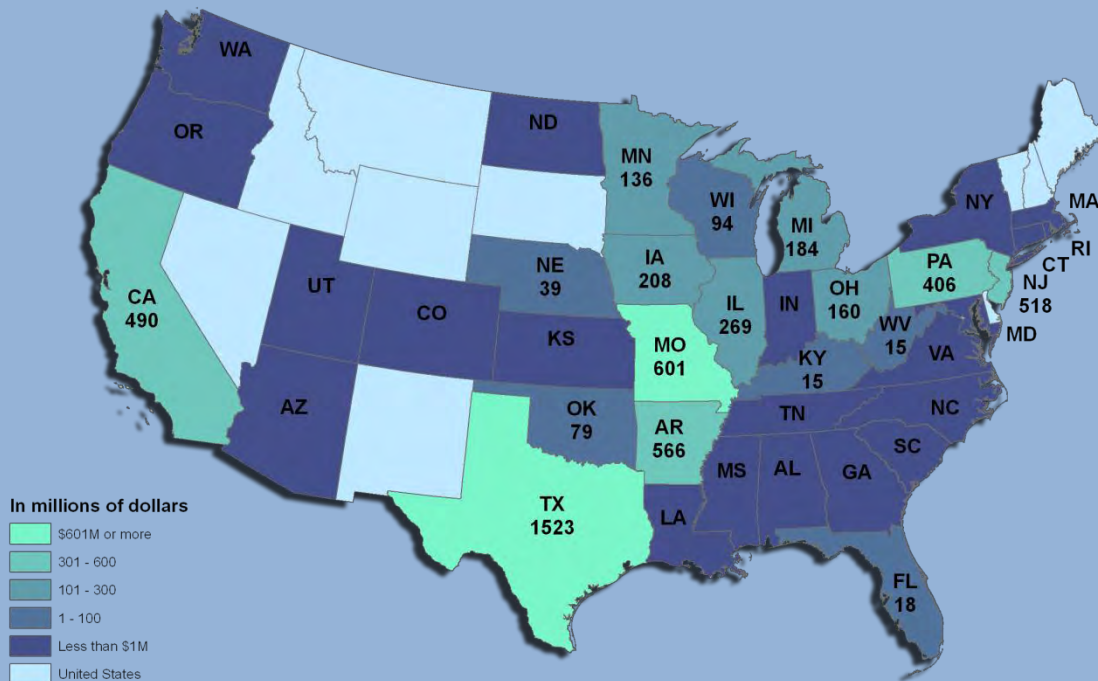 WA
OR
ND
MN
136
WI
94
MI
184
NY
MA
RI
CT
NJ
518
PA
406
MD
CA
490
UT
CO
NE
39
IA
208
IL
269
IN
OH
160
WV
15
VA
KS
MO
601
KY
15
AZ
OK
79
AR
566
TN
NC
SC
MS
AL
GA
TX
1523
LA
FL
18
In millions of dollars
$601M or more
301 - 600
101 - 300
1 - 100
Less than $1M
United States